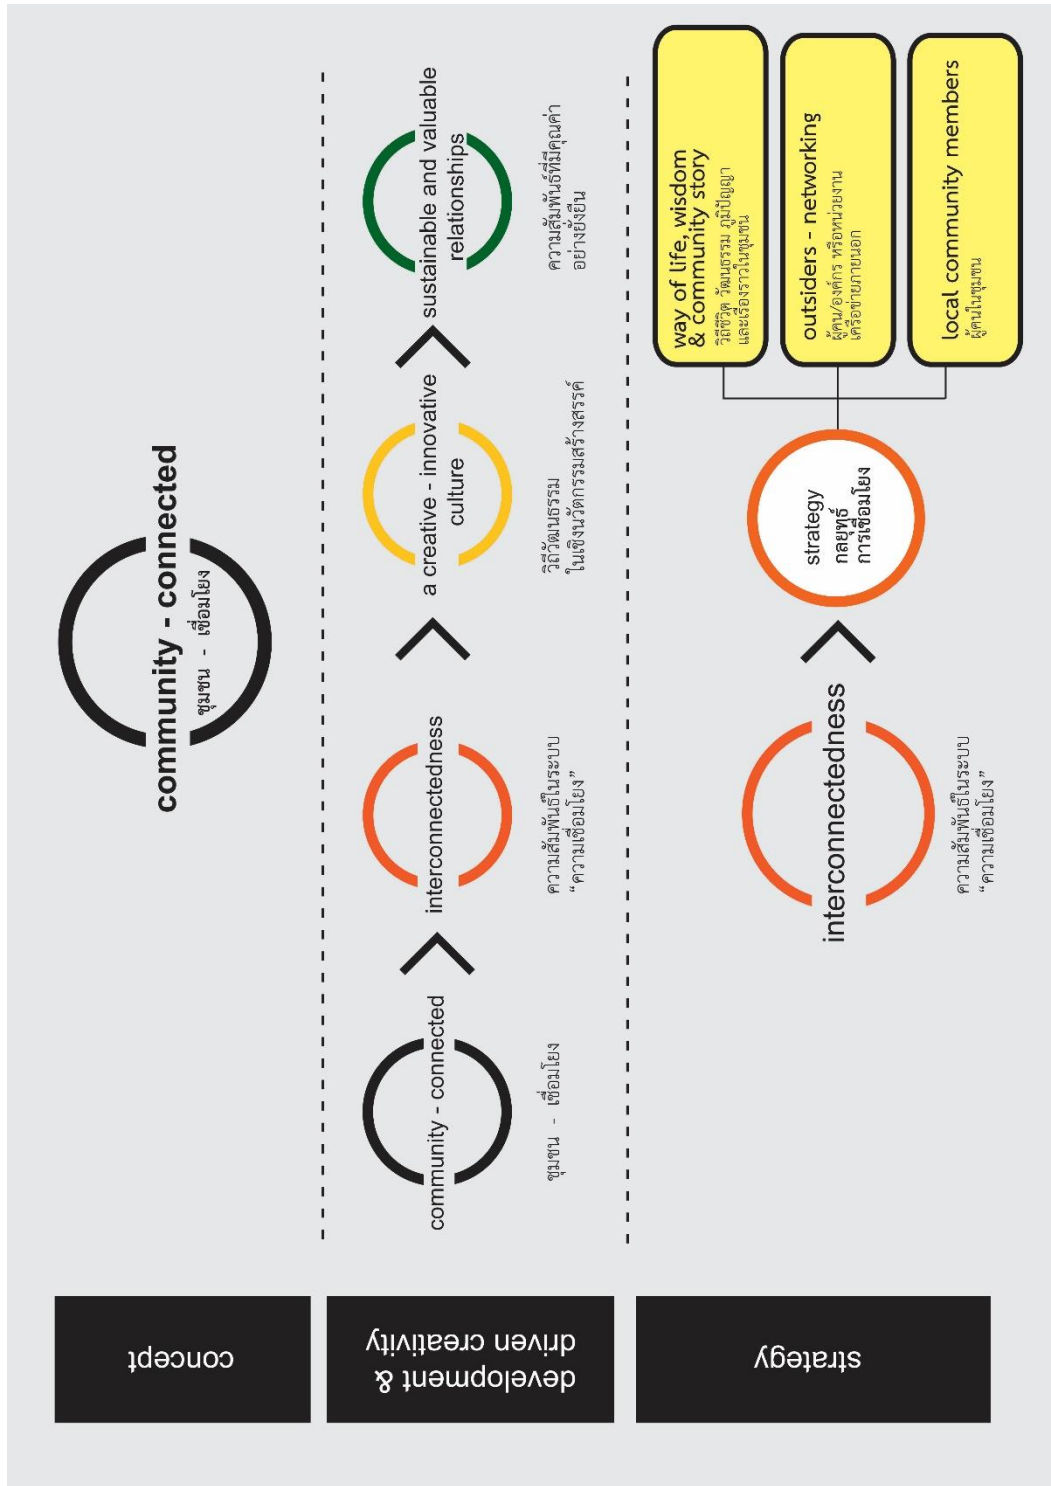 concept
community - connected
ชุมชน - เชื่อมโยง
development &
driven creativity
community - connected
ชุมชน - เชื่อมโยง
interconnectedness
ความสัมพันธ์ในระบบ
“ความเชื่อมโยง”
a creative - innovative
culture
วิถีวัฒนธรรม
ในเชิงนวัตกรรมสร้างสรรค์
sustainable and valuable
relationships
ความสัมพันธ์ที่มีคุณค่า
อย่างยั่งยืน
strategy
interconnectedness
ความสัมพันธ์ในระบบ
“ความเชื่อมโยง”
strategy
กลยุทธ์
การเชื่อมโยง
way of life, wisdom
& community story
วิถีชีวิต วัฒนธรรม ภูมิปัญญา
และเรื่องราวในชุมชน
outsiders - networking
ผู้คน/องค์กร หรือหน่วยงาน
เครือข่ายภายนอก
local community members
ผู้คนในชุมชน